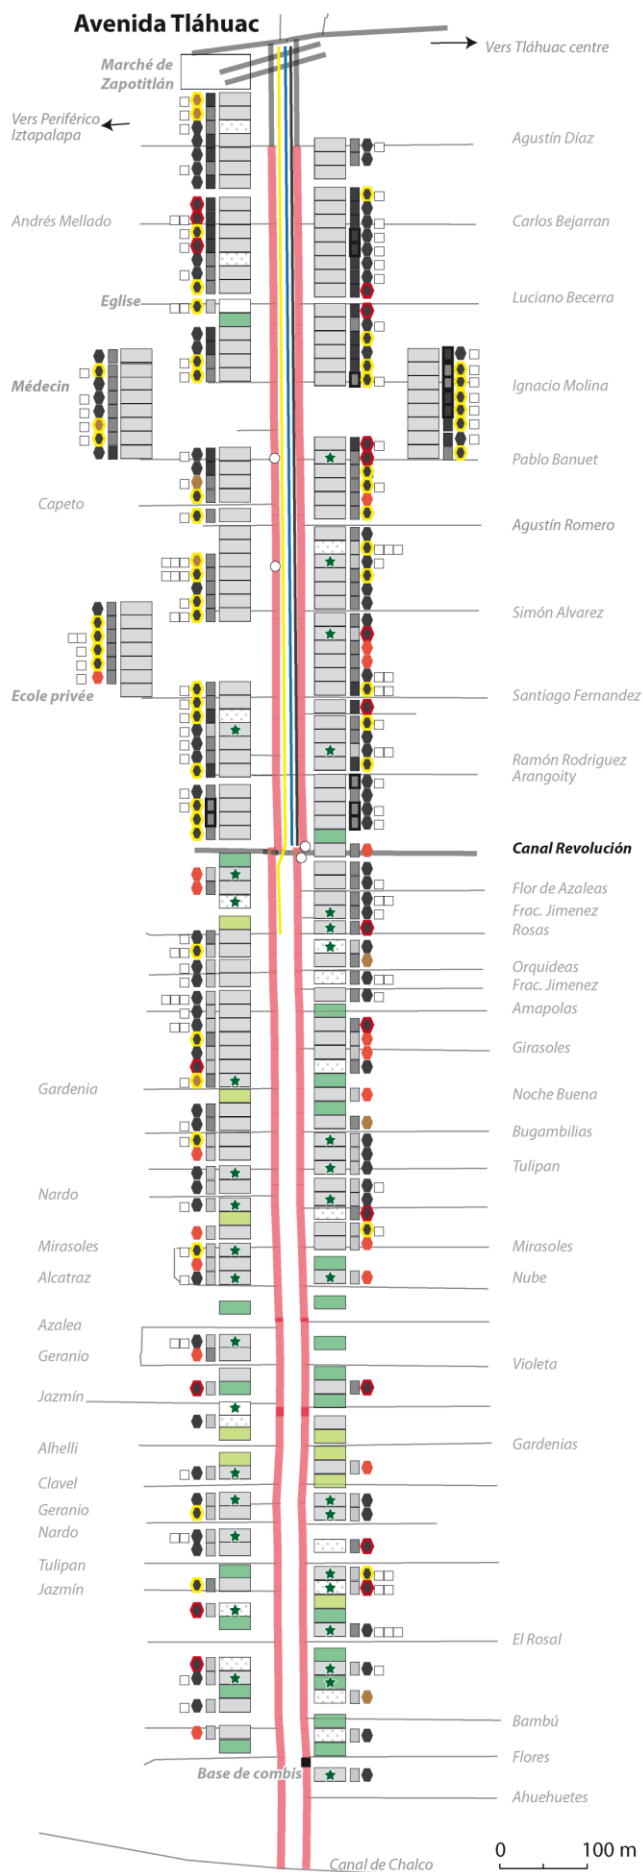 Avenida Tláhuac
Vers Tláhuac centre
Marché de
Zapotitlán
Vers Periférico
Iztapalapa
Agustín Díaz
Andrés Mellado
Carlos Bejarran
Eglise
Luciano Becerra
Médecin
Ignacio Molina
Pablo Banuet
Capeto
Agustín Romero
Simón Alvarez
Ecole privée
Santiago Fernandez
Ramón Rodriguez
Arangoity
Canal Revolución
Flor de Azaleas
Frac. Jimenez
Rosas
Orquideas
Frac. Jimenez
Amapolas
Girasoles
Gardenia
Noche Buena
Bugambilias
Tulipan
Nardo
Mirasoles
Mirasoles
Alcatraz
Nube
Azalea
Geranio
Violeta
Jazmín
Alhelli
Gardenias
Clavel
Geranio
Nardo
Tulipan
Jazmín
El Rosal
Bambú
Flores
Base de combis
Ahuehuetes
Canal de Chalco
0 100 m